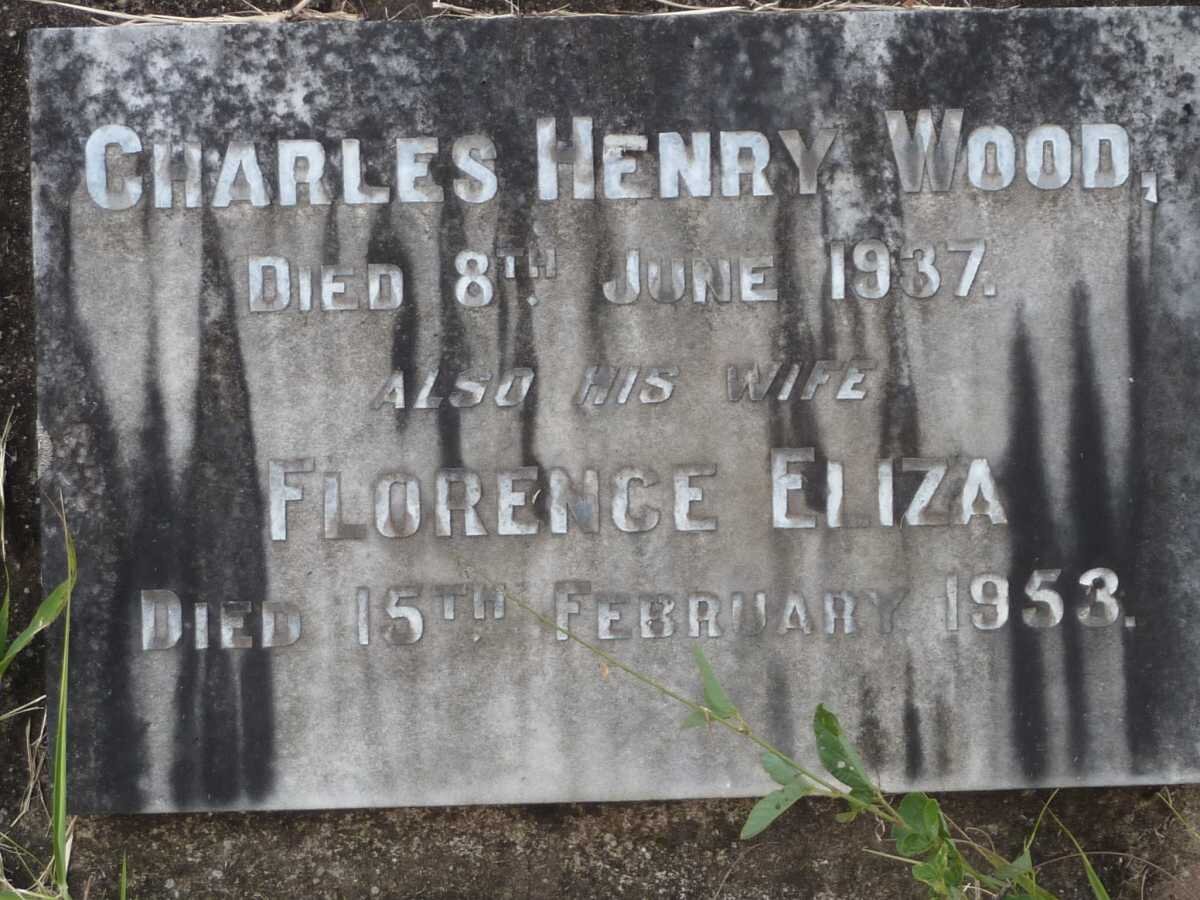 CHARLES HENRY WOOD,
DIED 8TH JUNE 1937.
ALSO HIS WIFE
FLORENCE ELIZA
DIED 15TH FEBRUARY 1953.